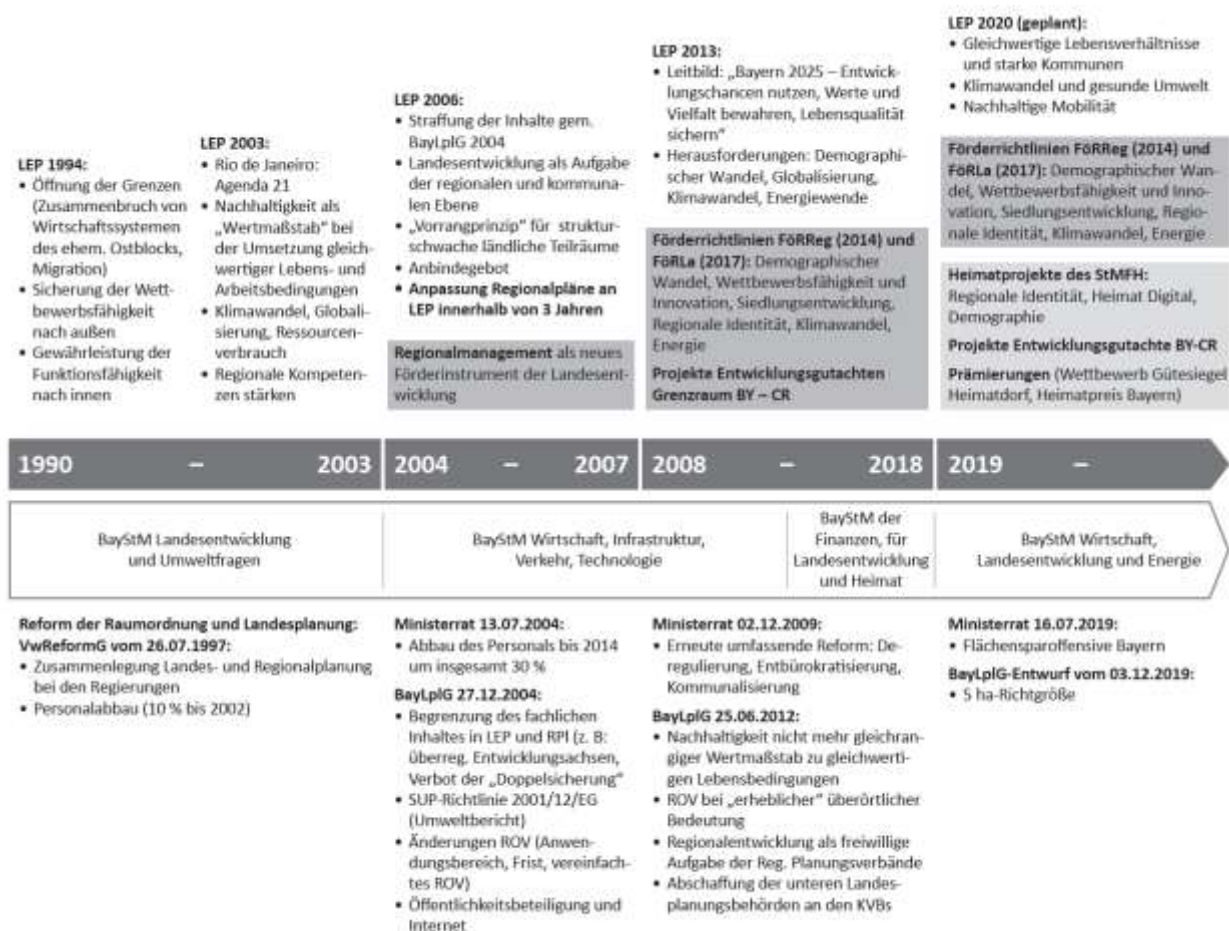 LEP 1994:
• Öffnung der Grenzen
(Zusammenbruch von
Wirtschaftssystemen
des ehem. Ostblocks,
Migration)
• Sicherung der Wett-
bewerbsfähigkeit
nach außen
• Gewährleistung der
Funktionsfähigkeit
nach innen
LEP 2003:
• Rio de Janeiro:
Agenda 21
• Nachhaltigkeit als
„Wertmaßstab“ bei
der Umsetzung gleich-
wertiger Lebens- und
Arbeitsbedingungen
• Klimawandel, Globali-
sierung, Ressourcen-
verbrauch
• Regionale Kompeten-
zen stärken
LEP 2006:
• Straffung der Inhalte gem.
BayLplG 2004
• Landesentwicklung als Aufgabe
der regionalen und kommuna-
len Ebene
• „Vorrangprinzip“ für struktur-
schwache ländliche Teilräume
• Anbindegebot
• Anpassung Regionalpläne an
LEP innerhalb von 3 Jahren
Regionalmanagement als neues
Förderinstrument der Landesent-
wicklung
LEP 2013:
• Leitbild: „Bayern 2025 – Entwick-
lungschancen nutzen, Werte und
Vielfalt bewahren, Lebensqualität
sichern“
• Herausforderungen: Demographi-
scher Wandel, Globalisierung,
Klimawandel, Energiewende
Förderrichtlinien FöRReg (2014) und
FöRLa (2017): Demographischer
Wandel, Wettbewerbsfähigkeit und
Innovation, Siedlungsentwicklung,
Regionale Identität, Klimawandel,
Energie
Projekte Entwicklungsgutachten
Grenzraum BY – CR
LEP 2020 (geplant):
• Gleichwertige Lebensverhältnisse
und starke Kommunen
• Klimawandel und gesunde Umwelt
• Nachhaltige Mobilität
Förderrichtlinien FöRReg (2014) und
FöRLa (2017): Demographischer Wan-
del, Wettbewerbsfähigkeit und Inno-
vation, Siedlungsentwicklung, Regio-
nale Identität, Klimawandel, Energie
Heimatprojekte des StMFH:
Regionale Identität, Heimat Digital,
Demographie
Projekte Entwicklungsgutachte BY-CR
Prämierungen (Wettbewerb Gütesiegel
Heimatdorf, Heimatpreis Bayern)
1990 – 2003
2004 – 2007
2008 – 2018
2019 –
BayStM Landesentwicklung
und Umweltfragen
BayStM Wirtschaft, Infrastruktur,
Verkehr, Technologie
BayStM der
Finanzen, für
Landesentwicklung
und Heimat
BayStM Wirtschaft,
Landesentwicklung und Energie
Reform der Raumordnung und Landesplanung:
VwReformG vom 26.07.1997:
• Zusammenlegung Landes- und Regionalplanung
bei den Regierungen
• Personalabbau (10 % bis 2002)
Ministerrat 13.07.2004:
• Abbau des Personals bis 2014
um insgesamt 30 %
BayLplG 27.12.2004:
• Begrenzung des fachlichen
Inhaltes in LEP und RPl (z. B:
überreg. Entwicklungsachsen,
Verbot der „Doppelsicherung“
• SUP-Richtlinie 2001/12/EG
(Umweltbericht)
• Änderungen ROV (Anwen-
dungsbereich, Frist, vereinfach-
tes ROV)
• Öffentlichkeitsbeteiligung und
Internet
Ministerrat 02.12.2009:
• Erneute umfassende Reform: De-
regulierung, Entbürokratisierung,
Kommunalisierung
BayLplG 25.06.2012:
• Nachhaltigkeit nicht mehr gleichran-
giger Wertmaßstab zu gleichwerti-
gen Lebensbedingungen
• ROV bei „erheblicher“ überörtlicher
Bedeutung
• Regionalentwicklung als freiwillige
Aufgabe der Reg. Planungsverbände
• Abschaffung der unteren Landes-
planungsbehörden an den KVBs
Ministerrat 16.07.2019:
• Flächensparoffensive Bayern
BayLplG-Entwurf vom 03.12.2019:
• 5 ha-Richtgröße